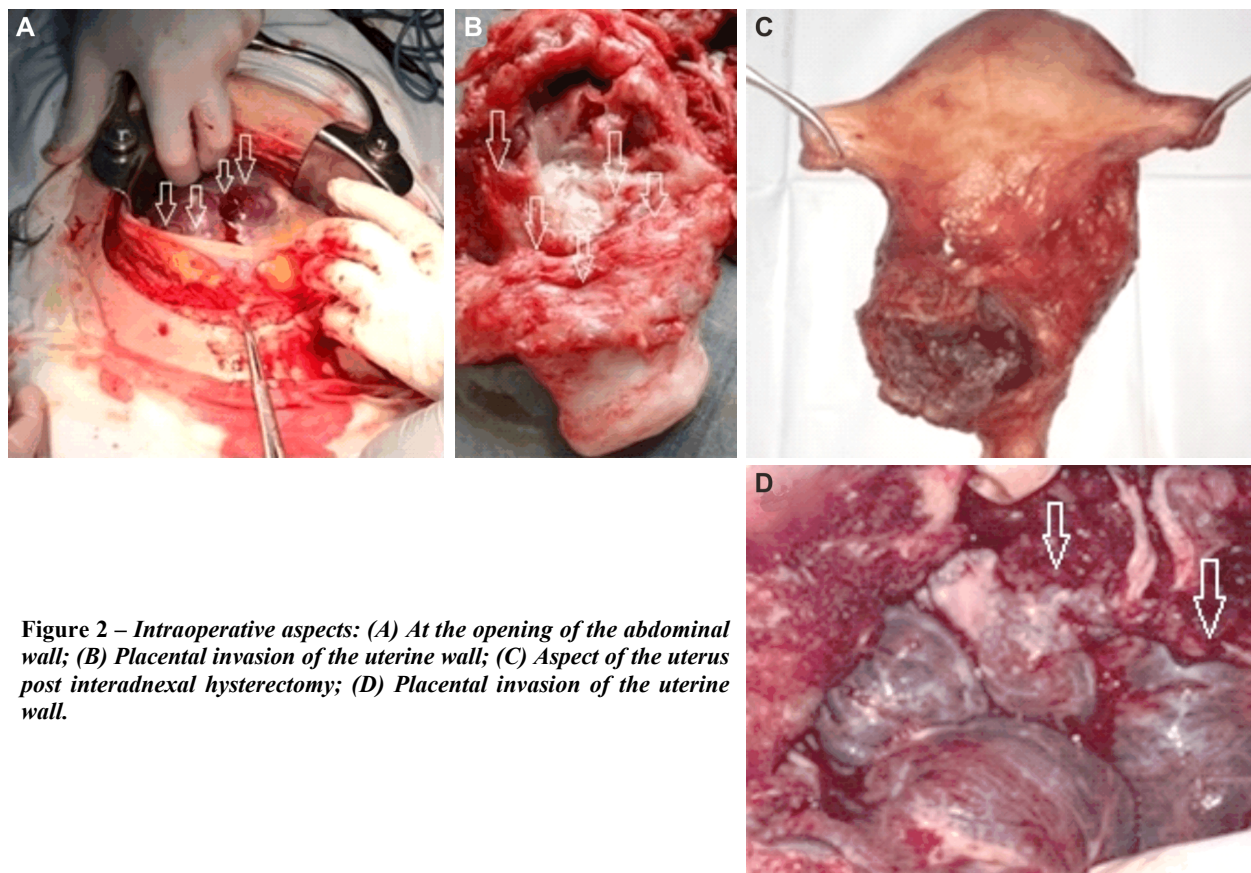 A
B
C
D
Figure 2 – Intraoperative aspects: (A) At the opening of the abdominal
wall; (B) Placental invasion of the uterine wall; (C) Aspect of the uterus
post interadnexal hysterectomy; (D) Placental invasion of the uterine
wall.